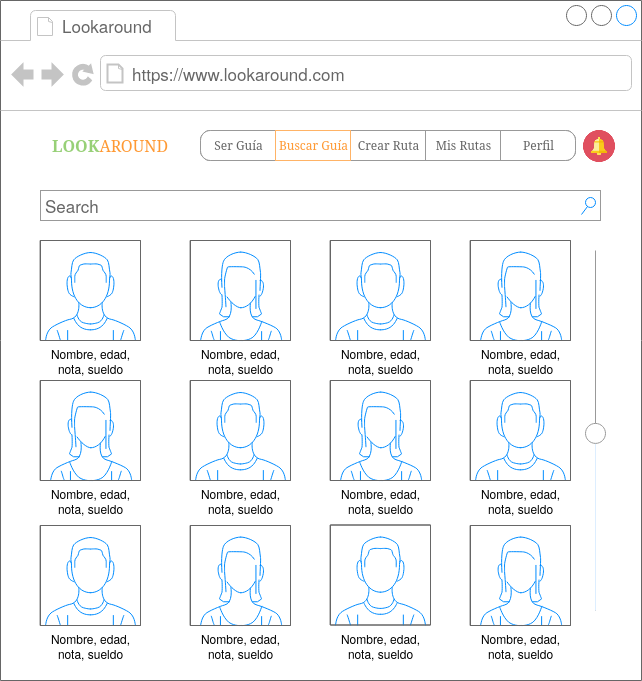 Lookaround
https://www.lookaround.com
LOOKAROUND
Ser Guía Buscar Guía Crear Ruta Mis Rutas Perfil
Search
Nombre, edad, Nombre, edad, Nombre, edad, Nombre, edad,
nota, sueldo nota, sueldo nota, sueldo nota, sueldo
Nombre, edad, Nombre, edad, Nombre, edad, Nombre, edad,
nota, sueldo nota, sueldo nota, sueldo nota, sueldo
Nombre, edad, Nombre, edad, Nombre, edad, Nombre, edad,
nota, sueldo nota, sueldo nota, sueldo nota, sueldo